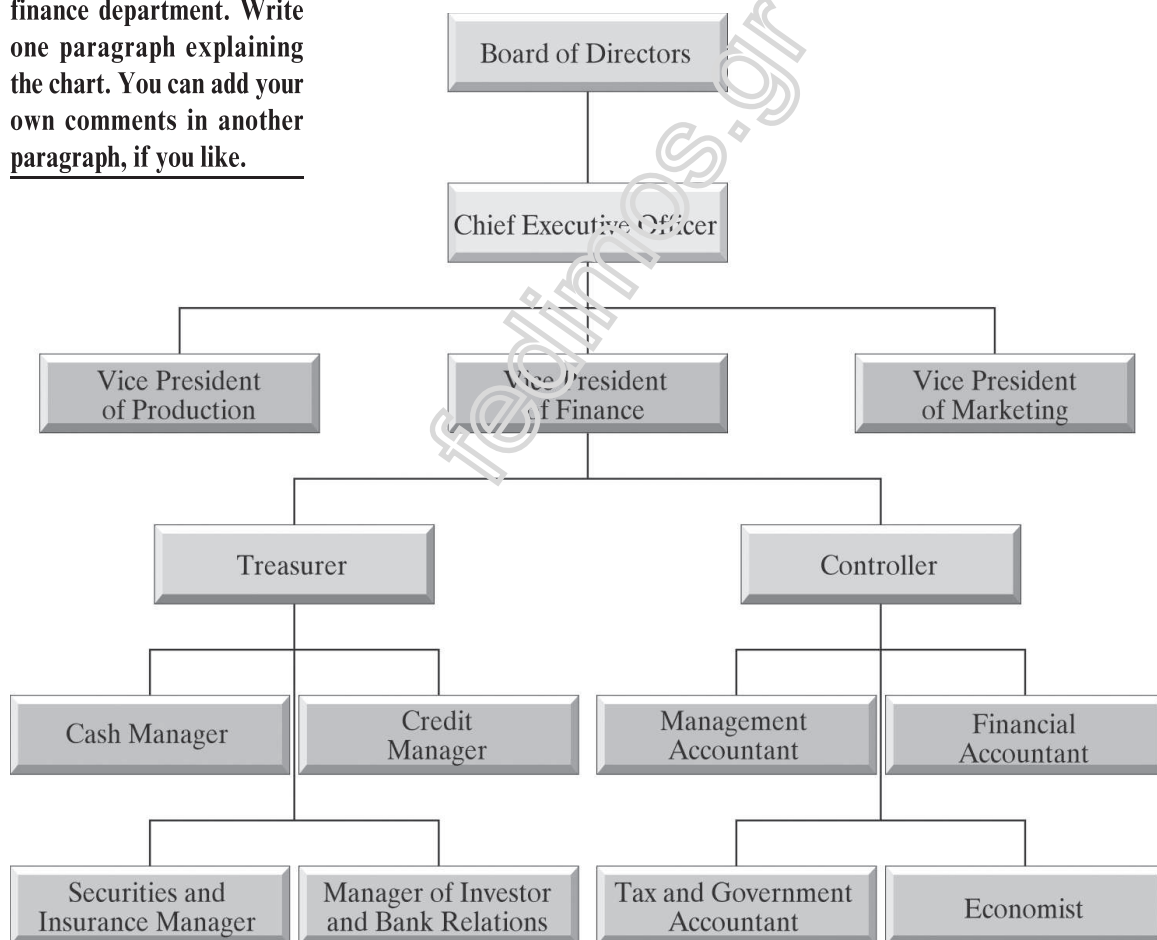 finance department. Write
one paragraph explaining
the chart. You can add your
own comments in another
paragraph, if you like.
Board of Directors
Chief Executive Officer
Vice President
of Production
Vice President
of Finance
Vice President
of Marketing
Treasurer
Controller
Cash Manager
Credit
Manager
Management
Accountant
Financial
Accountant
Securities and
Insurance Manager
Manager of Investor
and Bank Relations
Tax and Government
Accountant
Economist
fedimos.gr